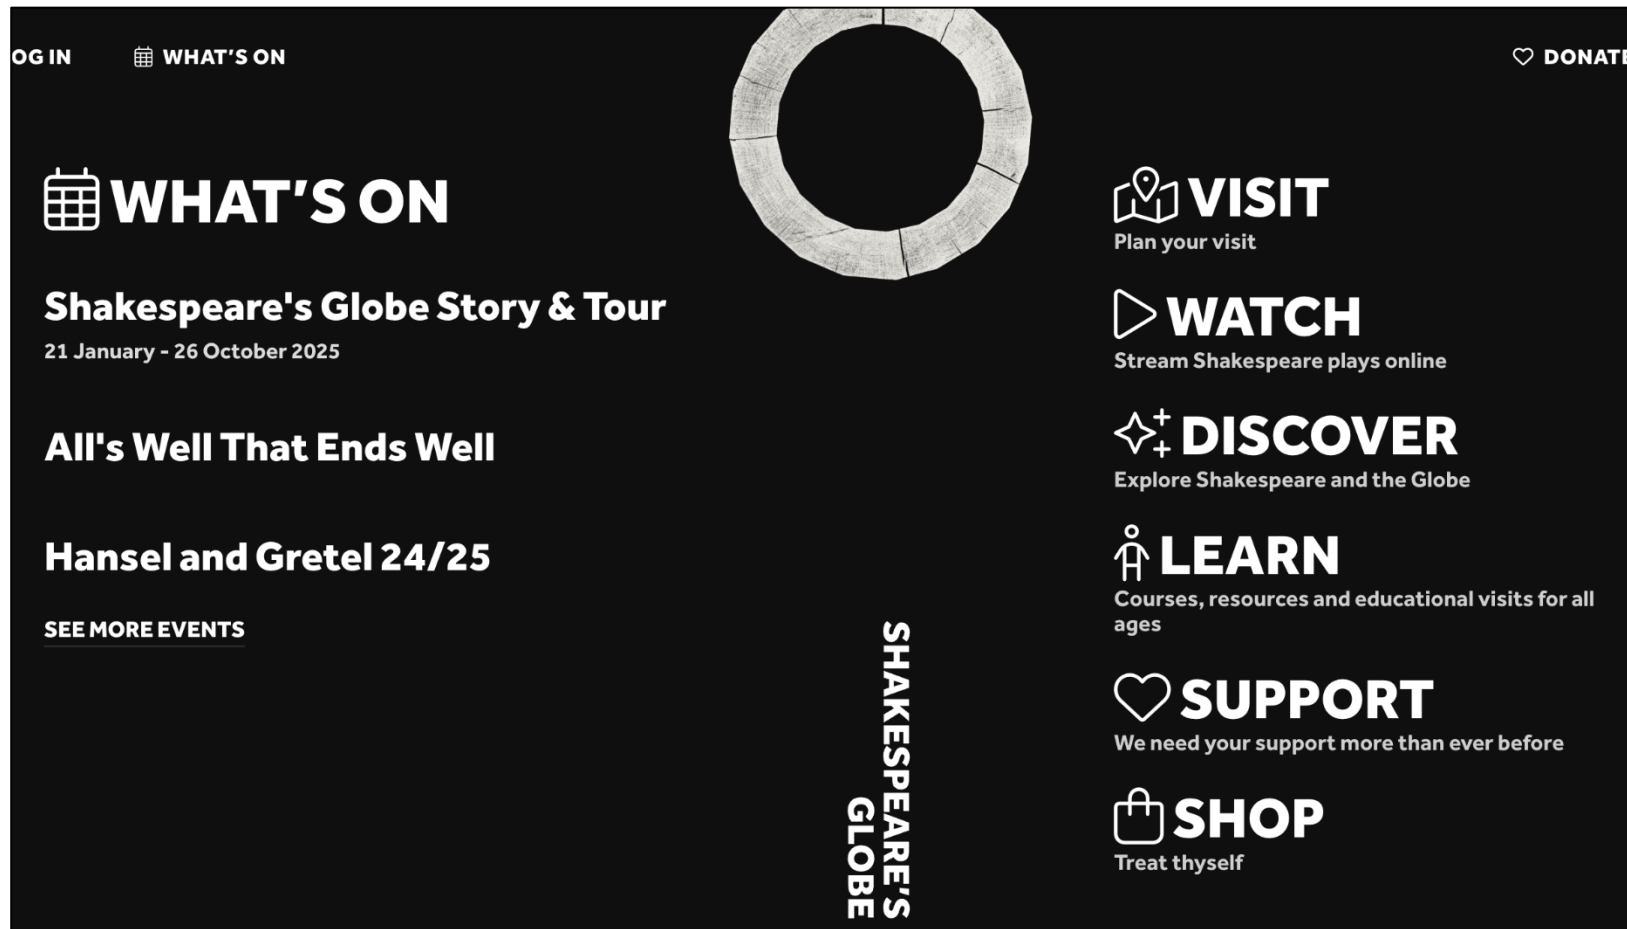 OG IN
WHAT'S ON
DONATE
WHAT'S ON
Shakespeare's Globe Story & Tour
21 January - 26 October 2025
All's Well That Ends Well
Hansel and Gretel 24/25
SEE MORE EVENTS
SHAKESPEARE'S
GLOBE
VISIT
Plan your visit
WATCH
Stream Shakespeare plays online
DISCOVER
Explore Shakespeare and the Globe
LEARN
Courses, resources and educational visits for all
ages
SUPPORT
We need your support more than ever before
SHOP
Treat thyself